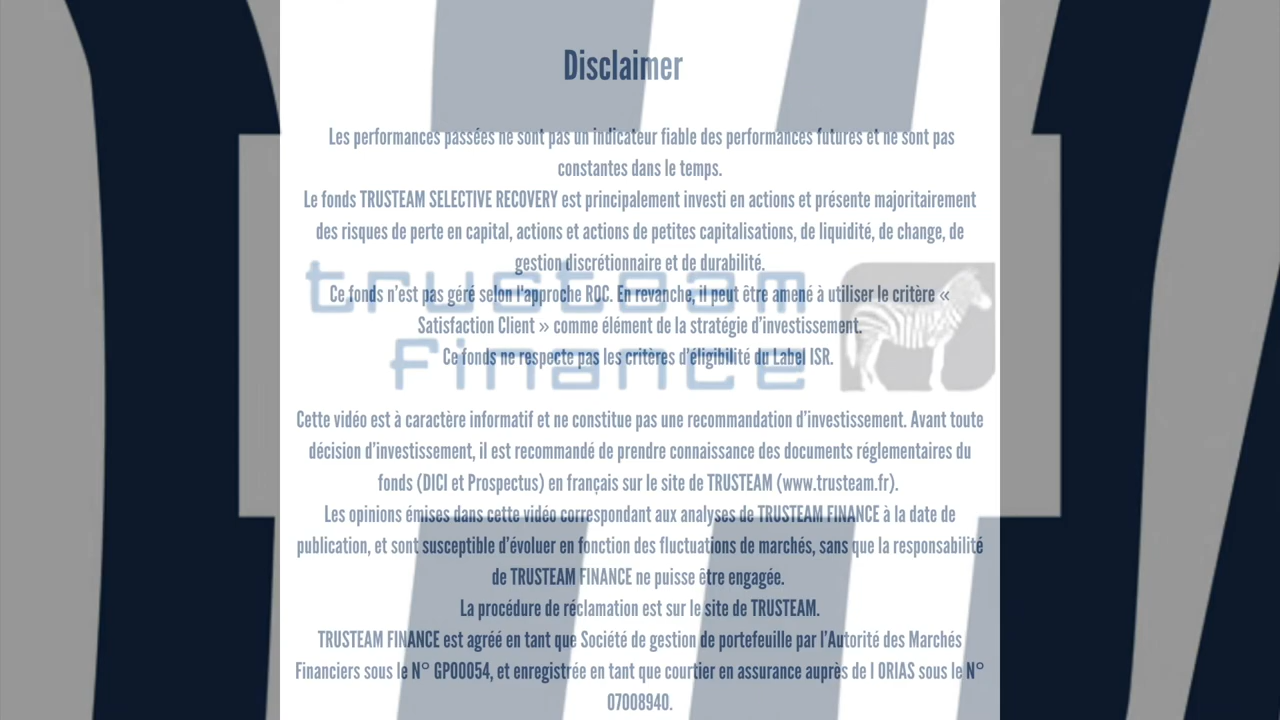 Disclaimer
Les performances passées ne sont pas un indicateur fiable des performances futures et ne sont pas
constantes dans le temps.
Le fonds TRUSTEAM SELECTIVE RECOVERY est principalement investi en actions et présente majoritairement
des risques de perte en capital, actions et actions de petites capitalisations, de liquidité, de change, de
gestion discrétionnaire et de durabilité.
Ce fonds n'est pas géré selon l'approche ROC. En revanche, il peut être amené à utiliser le critère «
Satisfaction Client » comme élément de la stratégie d'investissement.
Ce fonds ne respecte pas les critères d'éligibilité du Label ISR.
trusteam
finance
Cette vidéo est à caractère informatif et ne constitue pas une recommandation d'investissement. Avant toute
décision d'investissement, il est recommandé de prendre connaissance des documents réglementaires du
fonds (DICI et Prospectus) en français sur le site de TRUSTEAM (www.trusteam.fr).
Les opinions émises dans cette vidéo correspondant aux analyses de TRUSTEAM FINANCE à la date de
publication, et sont susceptible d'évoluer en fonction des fluctuations de marchés, sans que la responsabilité
de TRUSTEAM FINANCE ne puisse être engagée.
La procédure de réclamation est sur le site de TRUSTEAM.
TRUSTEAM FINANCE est agréé en tant que Société de gestion de portefeuille par l'Autorité des Marchés
Financiers sous le N° GP00054, et enregistrée en tant que courtier en assurance auprès de l ORIAS sous le N°
07008940.